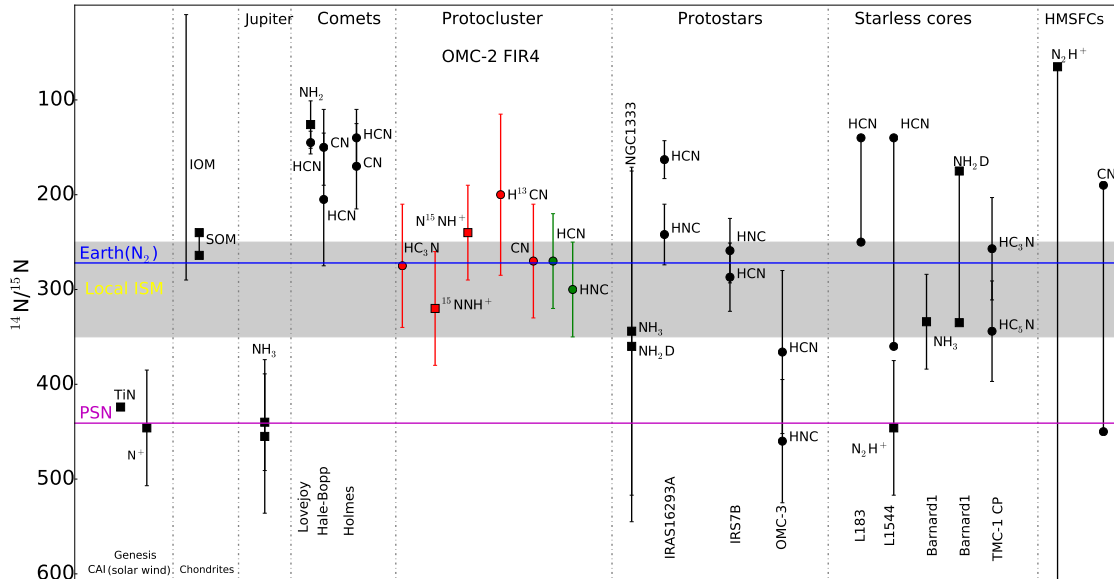 Jupiter Comets Protocluster Protostars Starless cores HMSFCs
OMC-2 FIR4
N₂H⁺
100
NH₂
NGC1333
CN HCN
HCN HCN
HCN
IOM
HCN CN
HCN
NH₂D
CN
200
H¹³CN
HCN
N¹⁵NH⁺
SOM
HCN
HNC
HNC
Earth(N₂)
HC₃N
CN
HC₃N
HCN
Local ISM
300
¹⁵NNH⁺
HNC
¹⁴N/¹⁵N
NH₃
HC₅N
NH₂D
NH₃
NH₃
HCN
400
TiN
PSN
N⁺
HNC
N₂H⁺
500
Lovejoy
Hale-Bopp
Holmes
IRAS16293A
IRS7B
OMC-3
L183
L1544
Barnard1
Barnard1
TMC-1 CP
Genesis
CAI (solar wind) Chondrites
600